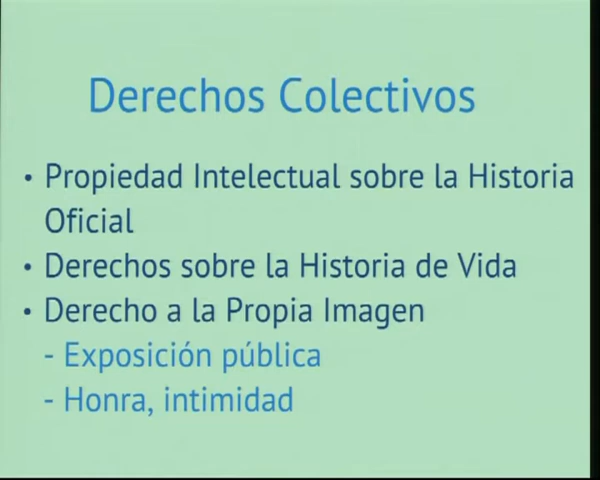 Derechos Colectivos
• Propiedad Intelectual sobre la Historia
Oficial
• Derechos sobre la Historia de Vida
• Derecho a la Propia Imagen
- Exposición pública
- Honra, intimidad